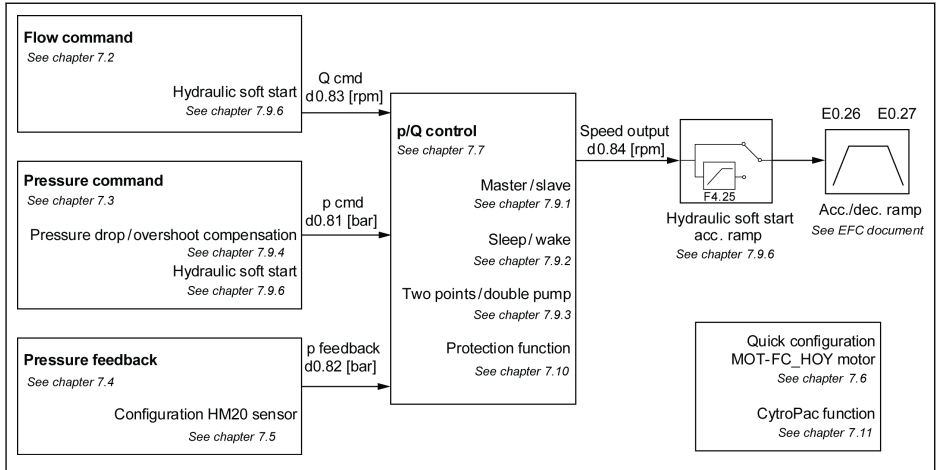 Flow command
See chapter 7.2
Hydraulic soft start
See chapter 7.9.6
Q cmd
d0.83 [rpm]
Pressure command
See chapter 7.3
Pressure drop/overshoot compensation
See chapter 7.9.4
Hydraulic soft start
See chapter 7.9.6
p cmd
d0.81 [bar]
Pressure feedback
See chapter 7.4
Configuration HM20 sensor
See chapter 7.5
p feedback
d0.82 [bar]
p/Q control
See chapter 7.7
Master/slave
See chapter 7.9.1
Sleep/wake
See chapter 7.9.2
Two points/double pump
See chapter 7.9.3
Protection function
See chapter 7.10
Speed output
d0.84 [rpm]
F4.25
Hydraulic soft start
acc. ramp
See chapter 7.9.6
E0.26 E0.27
Acc./dec. ramp
See EFC document
Quick configuration
MOT-FC_HOY motor
See chapter 7.6
CytroPac function
See chapter 7.11